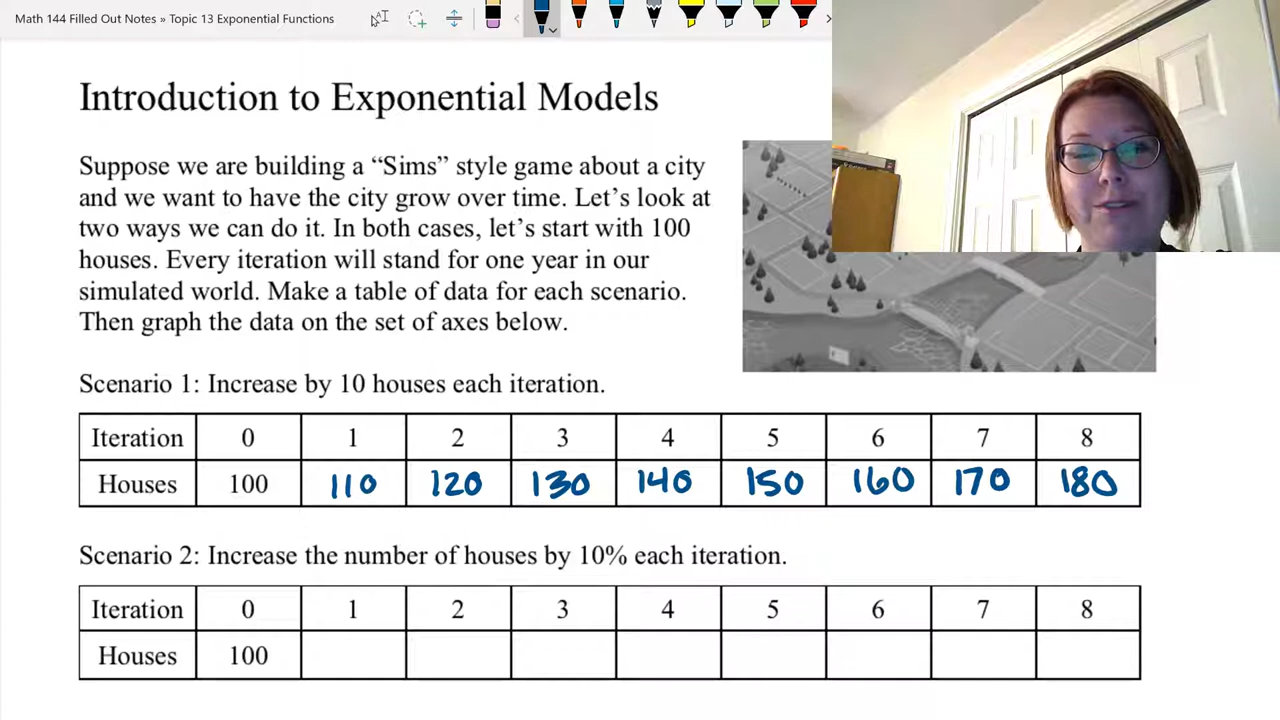 Math 144 Filled Out Notes » Topic 13 Exponential Functions
Introduction to Exponential Models
Suppose we are building a “Sims” style game about a city
and we want to have the city grow over time. Let’s look at
two ways we can do it. In both cases, let’s start with 100
houses. Every iteration will stand for one year in our
simulated world. Make a table of data for each scenario.
Then graph the data on the set of axes below.
Scenario 1: Increase by 10 houses each iteration.
Iteration 0 1 2 3 4 5 6 7 8
Houses 100 110 120 130 140 150 160 170 180
Scenario 2: Increase the number of houses by 10% each iteration.
Iteration 0 1 2 3 4 5 6 7 8
Houses 100